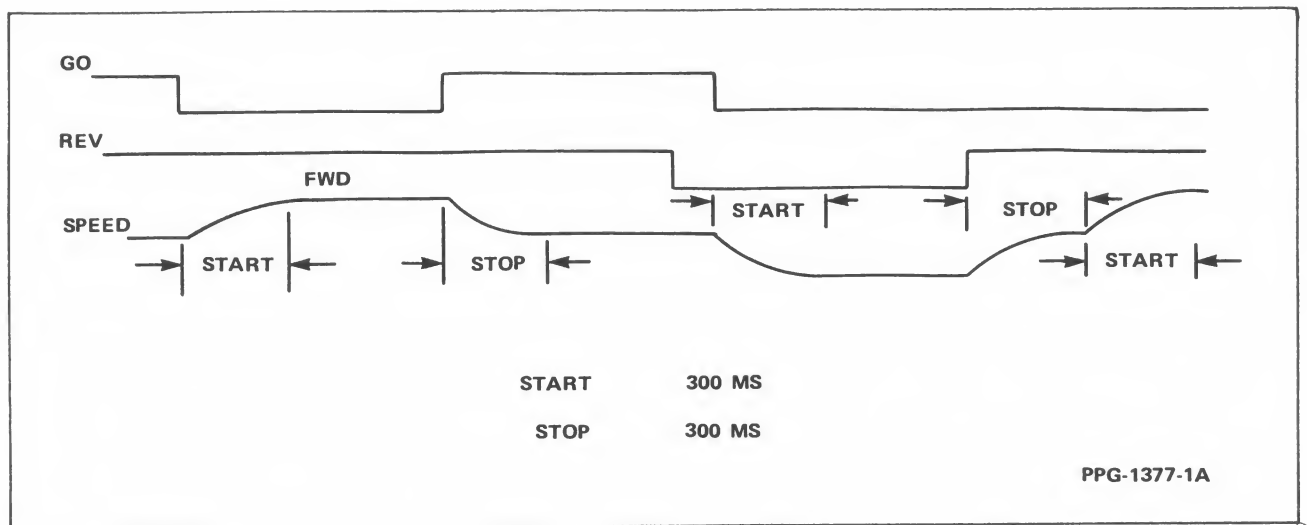 GO
REV
FWD
SPEED
START
STOP
START
STOP
START
START 300 MS
STOP 300 MS
PPG-1377-1A